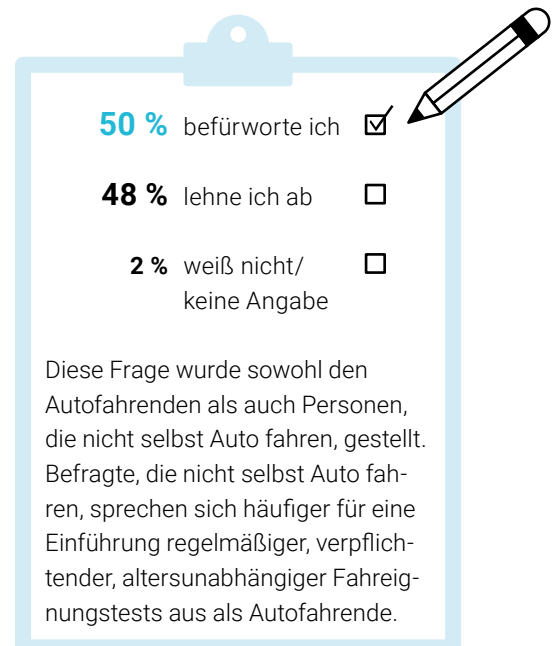 50 % befürworte ich
48 % lehne ich ab
2 % weiß nicht/
keine Angabe
Diese Frage wurde sowohl den
Autofahrenden als auch Personen,
die nicht selbst Auto fahren, gestellt.
Befragte, die nicht selbst Auto fah-
ren, sprechen sich häufiger für eine
Einführung regelmäßiger, verpflich-
tender, altersunabhängiger Fahreig-
nungstests aus als Autofahrende.